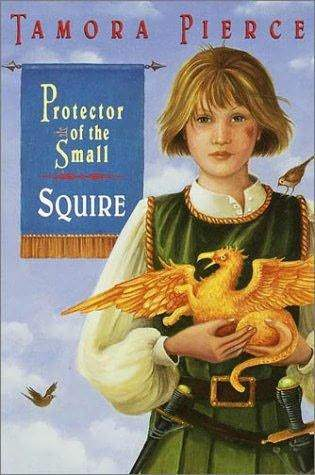 TAMORA PIERCE
Protector
of the
Small
SQUIRE